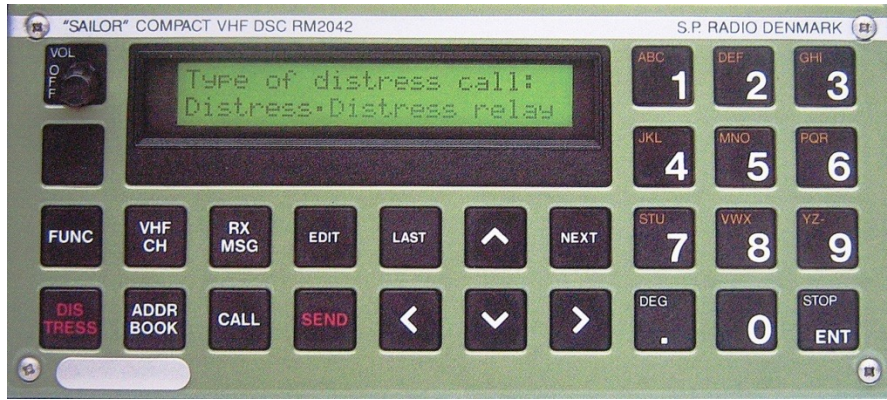 "SAILOR" COMPACT VHF DSC RM2042
S.P. RADIO DENMARK
VOL
OFF
Type of distress call:
Distress▪Distress relay
ABC
1
DEF
2
GHI
3
JKL
4
MNO
5
PQR
6
FUNC
VHF
CH
RX
MSG
EDIT
LAST
NEXT
STU
7
VWX
8
YZ-
9
DIS
TRESS
ADDR
BOOK
CALL
SEND
DEG
.
0
STOP
ENT